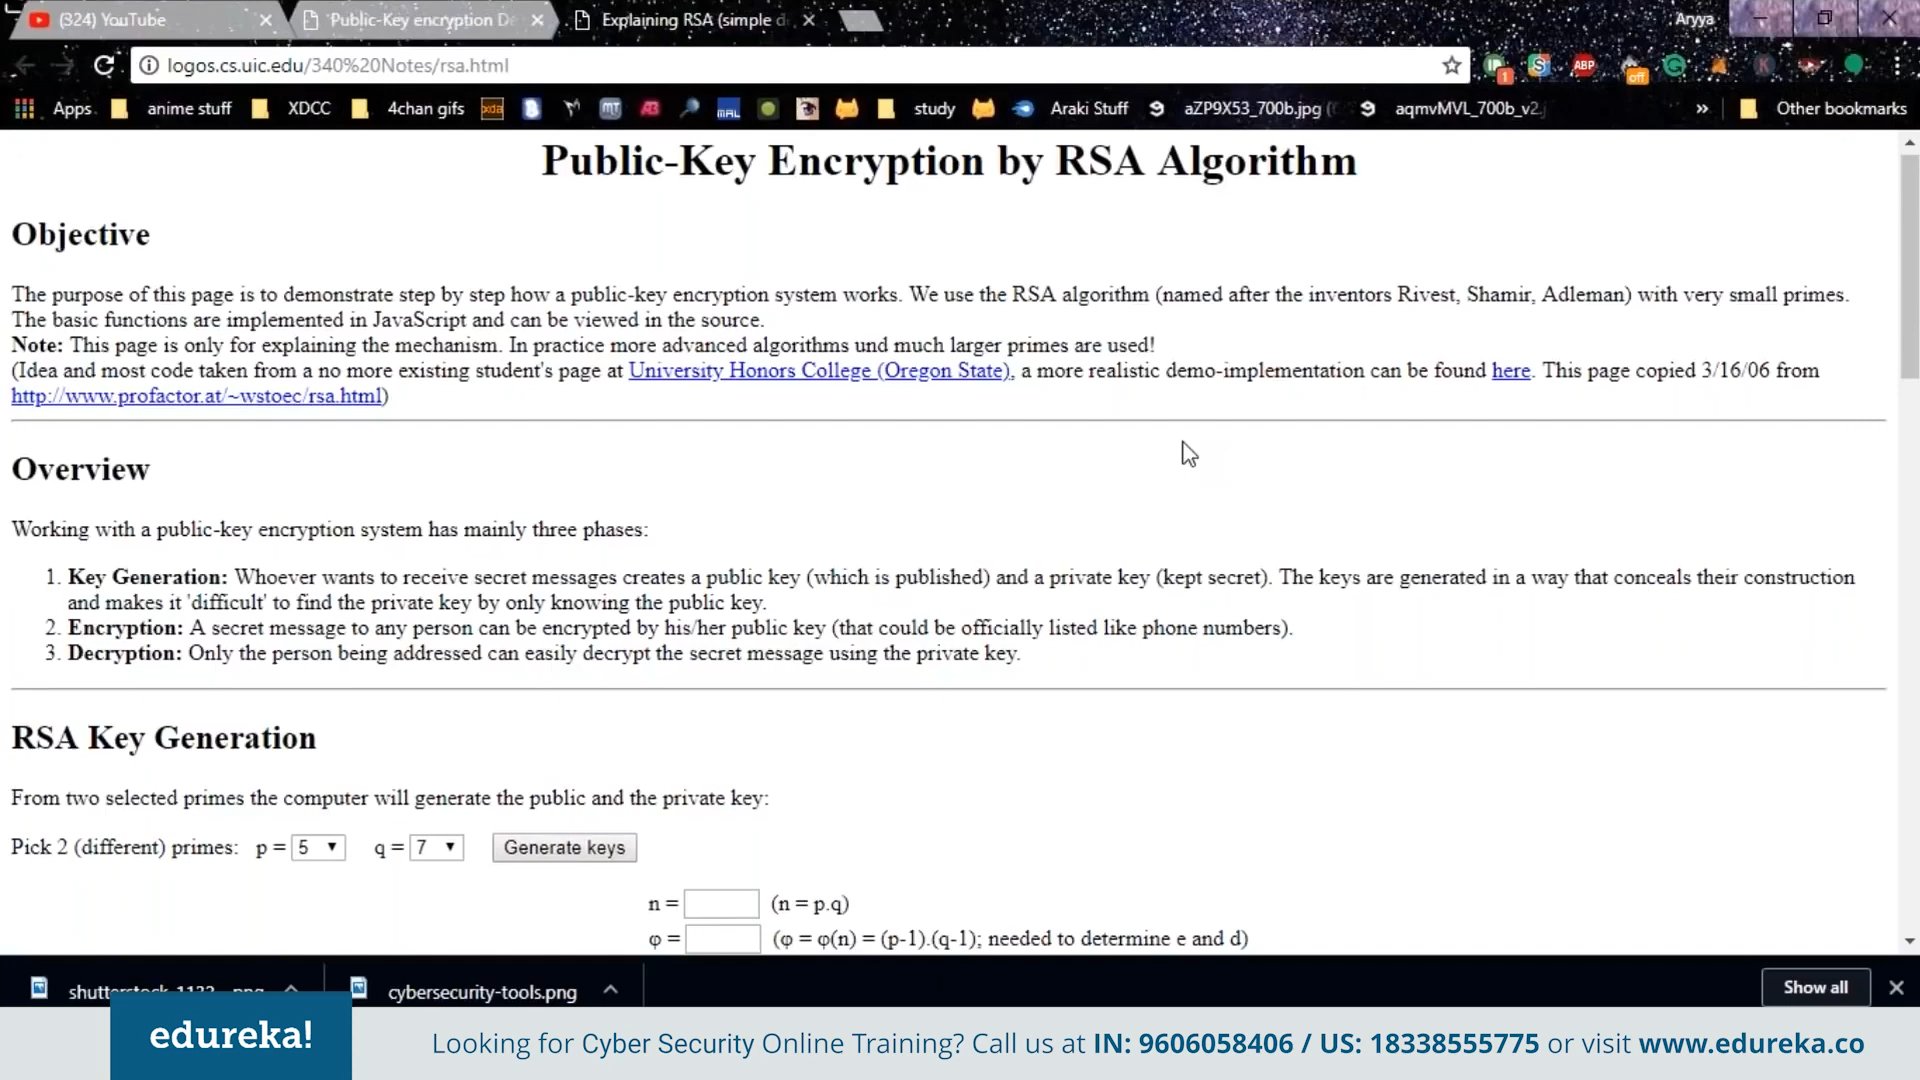 (324) YouTube
Public-Key encryption De
Explaining RSA (simple d
Aryya
logos.cs.uic.edu/340%20Notes/rsa.html
1
ABP
off
Apps
anime stuff
XDCC
4chan gifs
xda
MT
MAL
study
Araki Stuff
aZP9X53_700b.jpg
aqmvMVL_700b_v2.j
»
Other bookmarks
Public-Key Encryption by RSA Algorithm
Objective
The purpose of this page is to demonstrate step by step how a public-key encryption system works. We use the RSA algorithm (named after the inventors Rivest, Shamir, Adleman) with very small primes.
The basic functions are implemented in JavaScript and can be viewed in the source.
Note: This page is only for explaining the mechanism. In practice more advanced algorithms und much larger primes are used!
(Idea and most code taken from a no more existing student's page at University Honors College (Oregon State), a more realistic demo-implementation can be found here. This page copied 3/16/06 from
http://www.profactor.at/~wstoec/rsa.html)
Overview
Working with a public-key encryption system has mainly three phases:
1. Key Generation: Whoever wants to receive secret messages creates a public key (which is published) and a private key (kept secret). The keys are generated in a way that conceals their construction
and makes it 'difficult' to find the private key by only knowing the public key.
2. Encryption: A secret message to any person can be encrypted by his/her public key (that could be officially listed like phone numbers).
3. Decryption: Only the person being addressed can easily decrypt the secret message using the private key.
RSA Key Generation
From two selected primes the computer will generate the public and the private key:
Pick 2 (different) primes: p = 5 q = 7 Generate keys
n = (n = p.q)
φ = (φ = φ(n) = (p-1).(q-1); needed to determine e and d)
cybersecurity-tools.png
Show all
edureka!
Looking for Cyber Security Online Training? Call us at IN: 9606058406 / US: 18338555775 or visit www.edureka.co